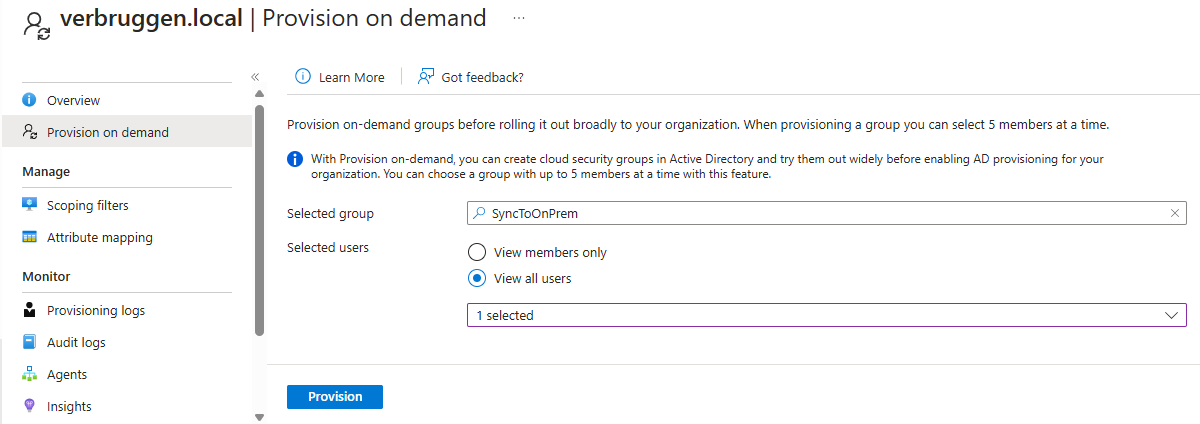 verbruggen.local | Provision on demand ...
«
Overview
Provision on demand
Manage
Scoping filters
Attribute mapping
Monitor
Provisioning logs
Audit logs
Agents
Insights
Learn More
Got feedback?
Provision on-demand groups before rolling it out broadly to your organization. When provisioning a group you can select 5 members at a time.
With Provision on-demand, you can create cloud security groups in Active Directory and try them out widely before enabling AD provisioning for your
organization. You can choose a group with up to 5 members at a time with this feature.
Selected group
SyncToOnPrem
Selected users
View members only
View all users
1 selected
Provision